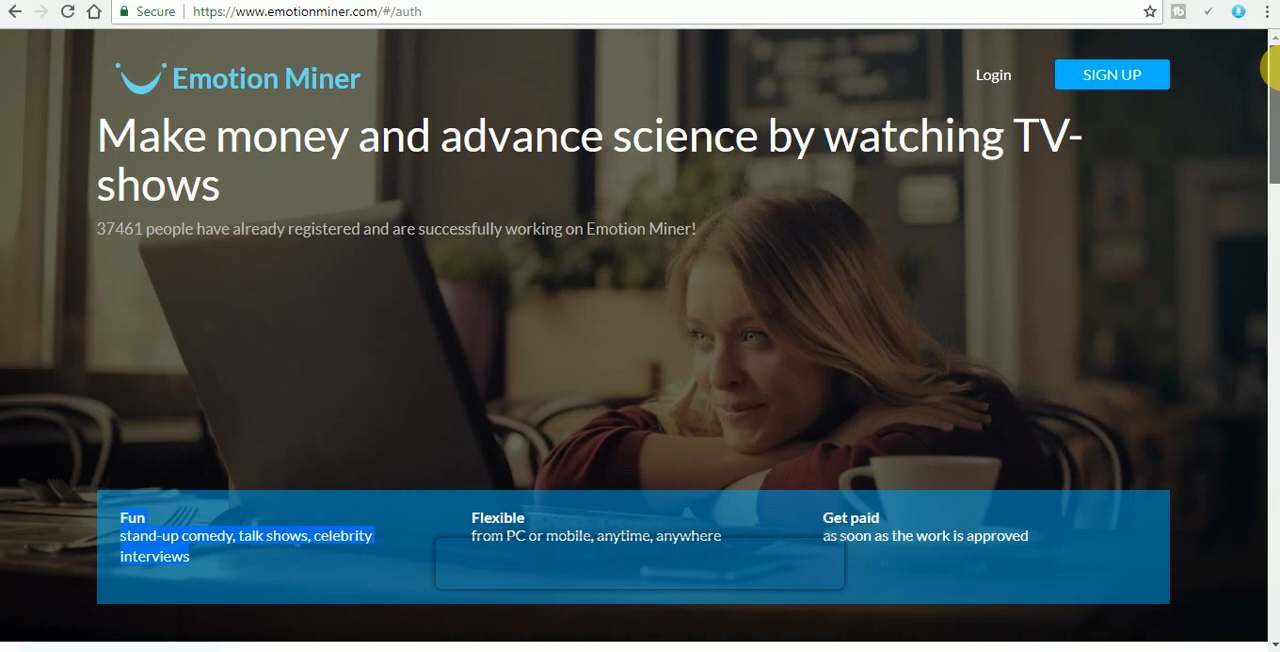 Secure
https://www.emotionminer.com/#/auth
Emotion Miner
Login
SIGN UP
Make money and advance science by watching TV-
shows
37461 people have already registered and are successfully working on Emotion Miner!
Fun
stand-up comedy, talk shows, celebrity
interviews
Flexible
from PC or mobile, anytime, anywhere
Get paid
as soon as the work is approved